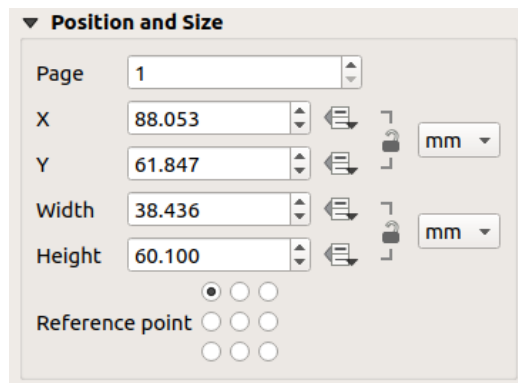 Position and Size
Page 1
X 88.053
Y 61.847
mm
Width 38.436
Height 60.100
mm
Reference point